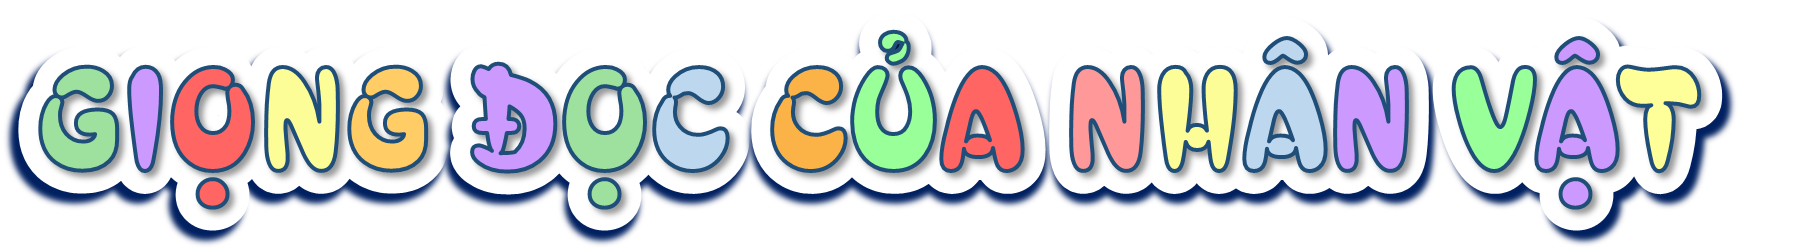 GIỌNG ĐỌC CỦA NHÂN VẬT